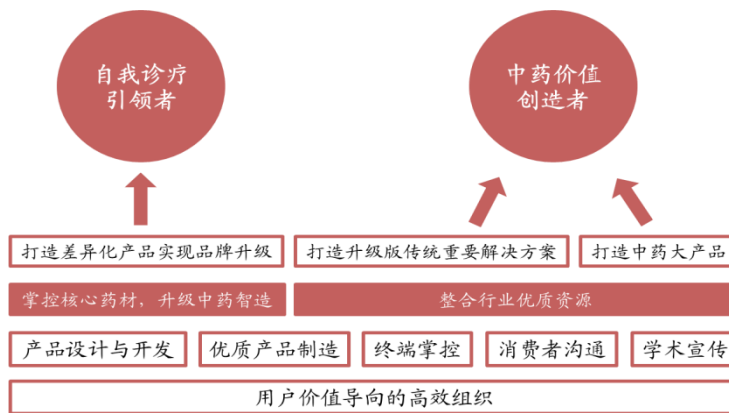 自我诊疗
引领者
中药价值
创造者
打造差异化产品实现品牌升级
打造升级版传统重要解决方案
打造中药大产品
掌控核心药材，升级中药智造
整合行业优质资源
产品设计与开发
优质产品制造
终端掌控
消费者沟通
学术宣传
用户价值导向的高效组织